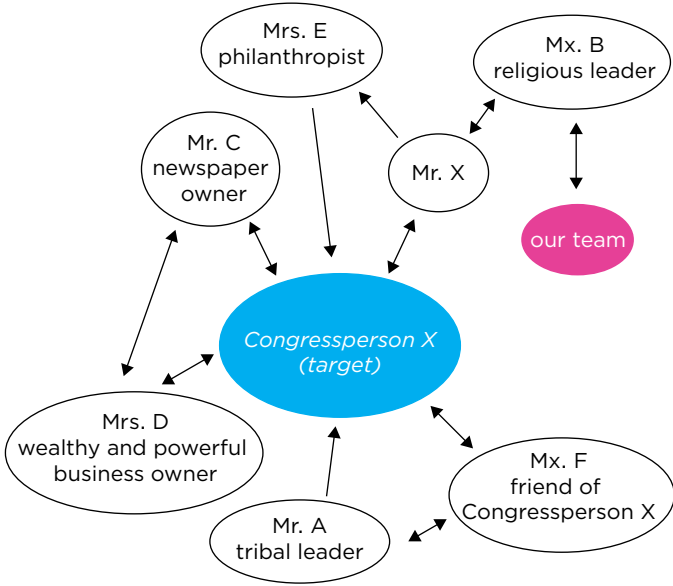 Mrs. E
philanthropist
Mx. B
religious leader
Mr. C
newspaper
owner
Mr. X
our team
Congressperson X
(target)
Mrs. D
wealthy and powerful
business owner
Mx. F
friend of
Congressperson X
Mr. A
tribal leader